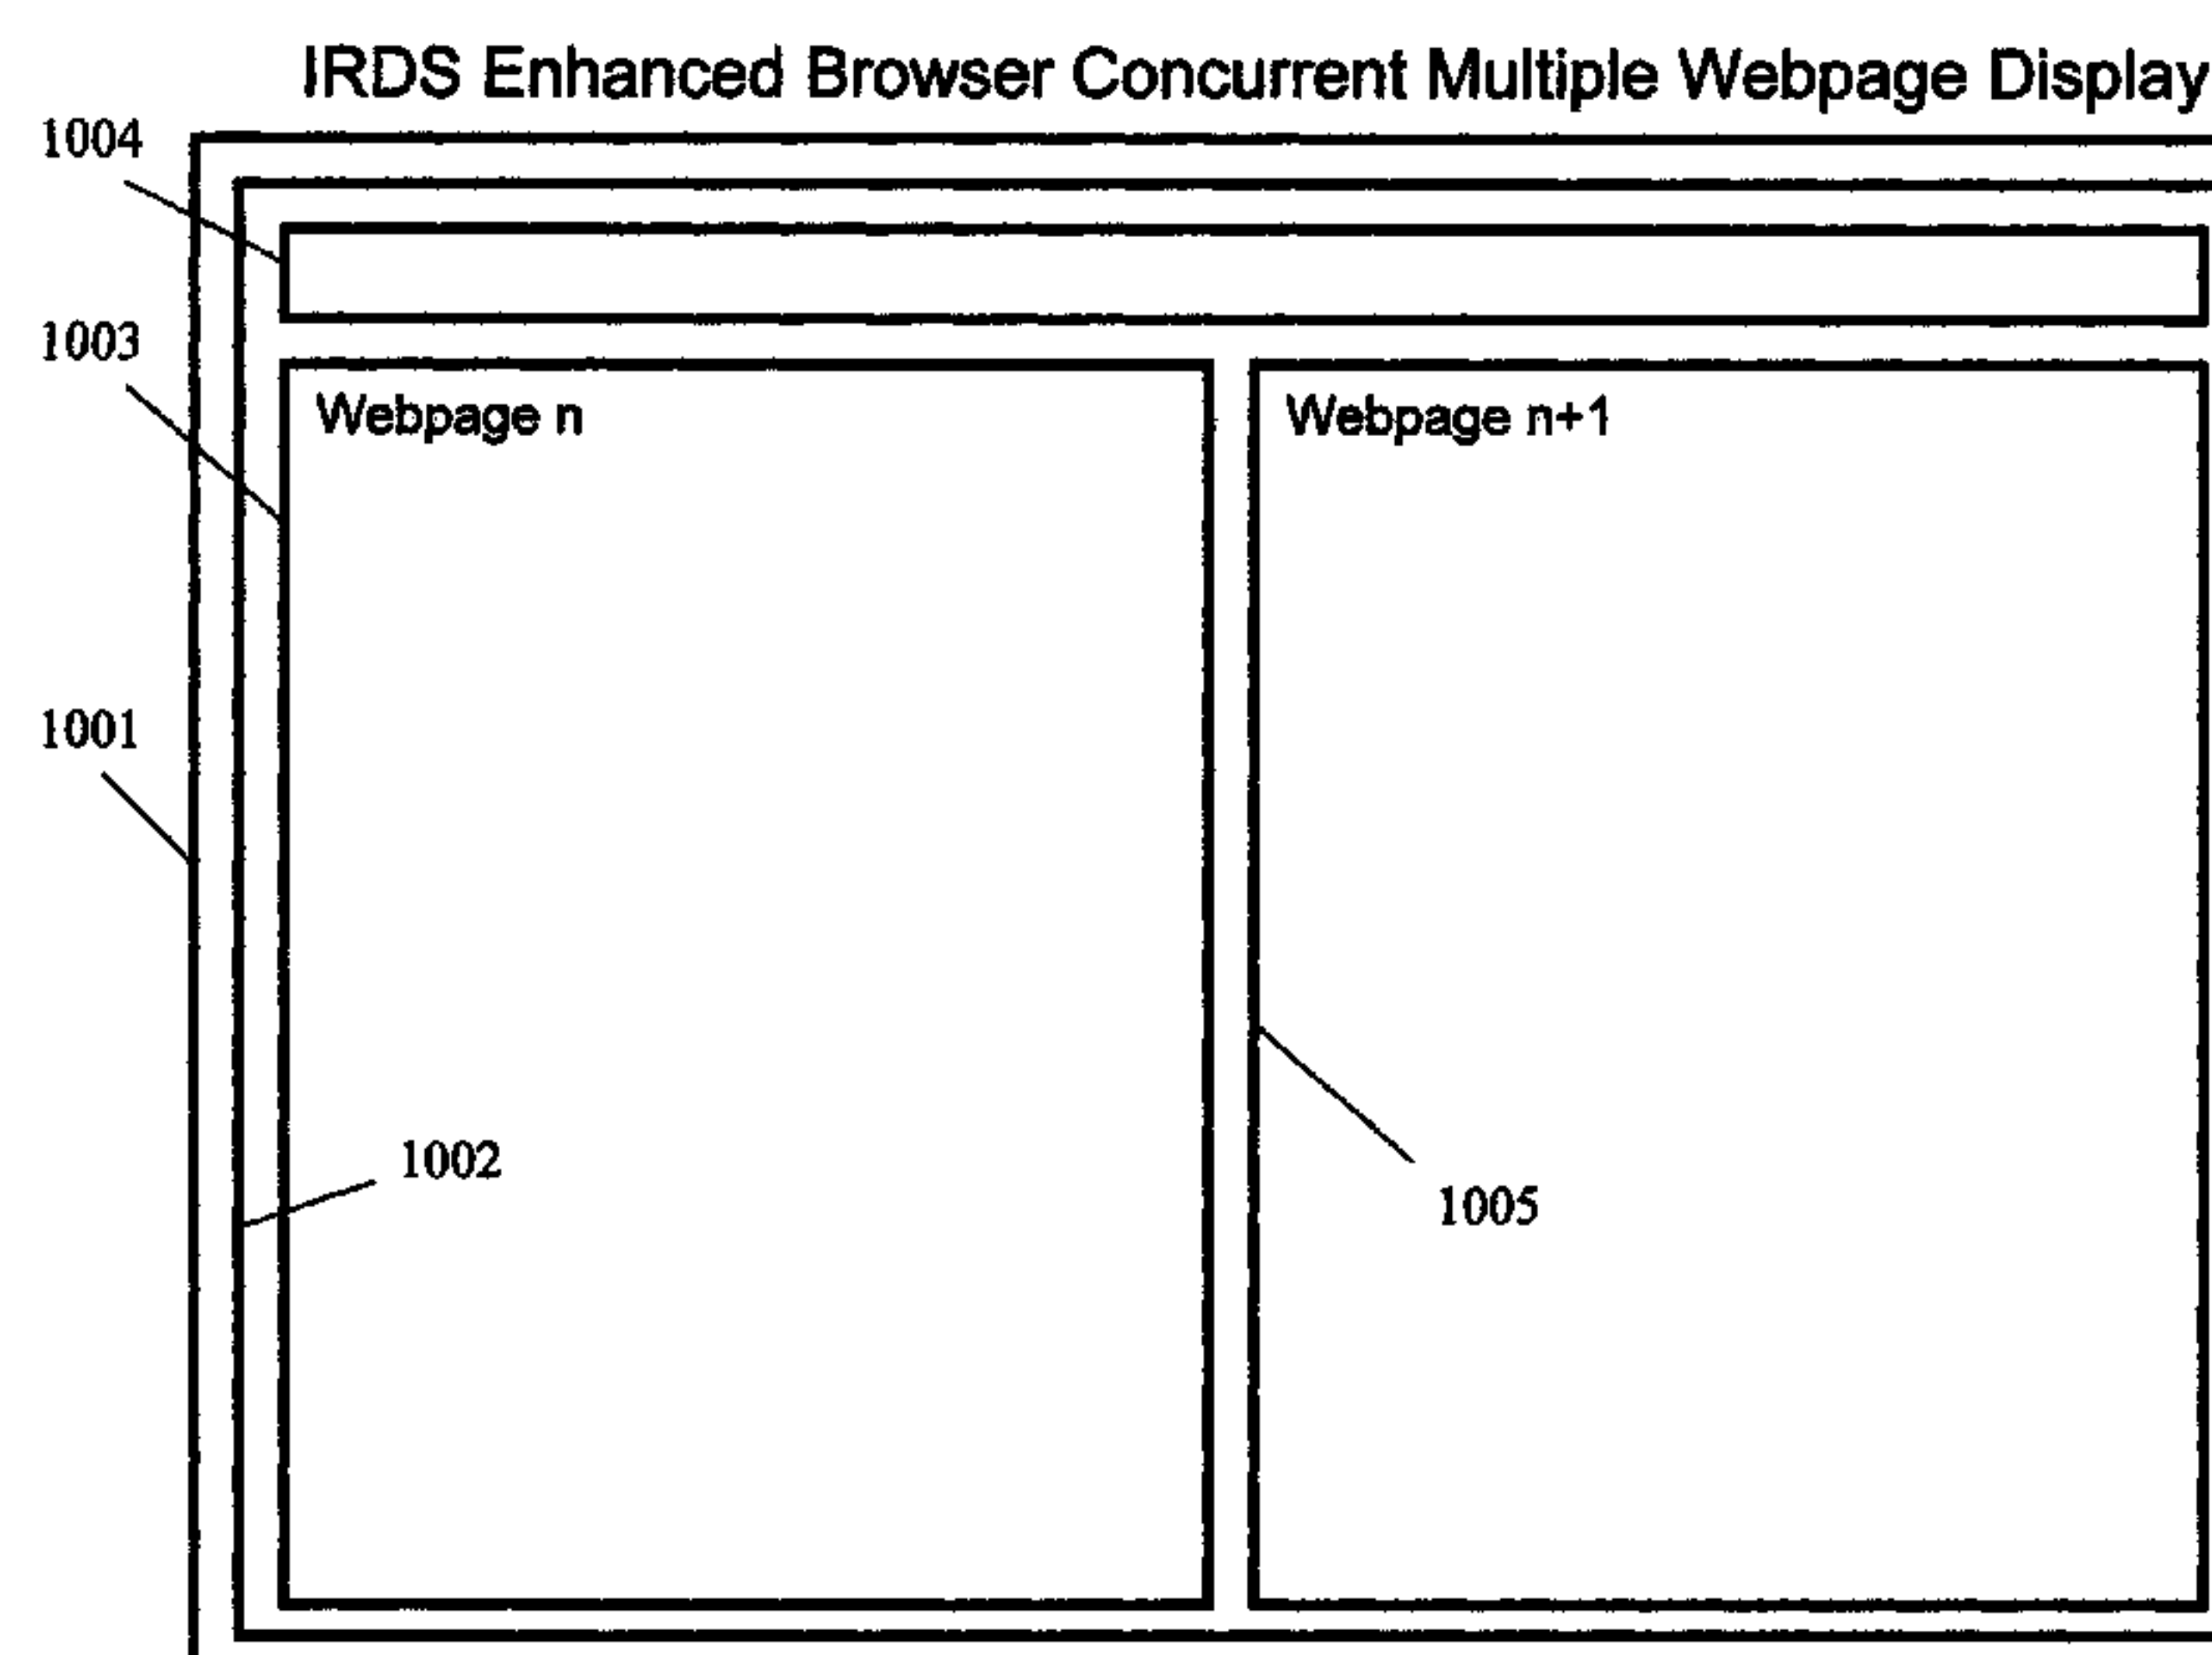 IRDS Enhanced Browser Concurrent Multiple Webpage Display
1004
1003
Webpage n
Webpage n+1
1001
1002
1005